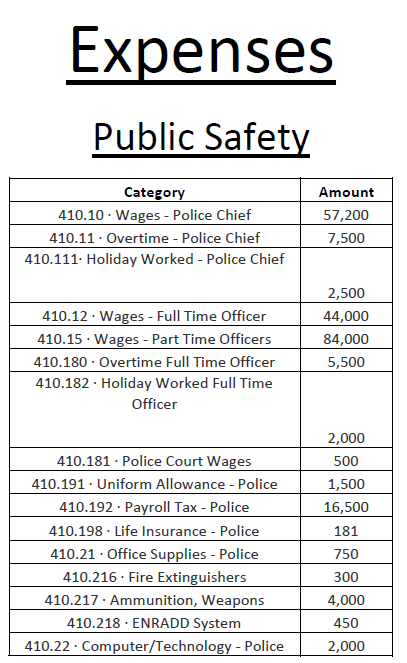 Expenses
Public Safety
Category Amount
410.10 · Wages - Police Chief 57,200
410.11 · Overtime - Police Chief 7,500
410.111· Holiday Worked - Police Chief
2,500
410.12 · Wages - Full Time Officer 44,000
410.15 · Wages - Part Time Officers 84,000
410.180 · Overtime Full Time Officer 5,500
410.182 · Holiday Worked Full Time
Officer
2,000
410.181 · Police Court Wages 500
410.191 · Uniform Allowance - Police 1,500
410.192 · Payroll Tax - Police 16,500
410.198 · Life Insurance - Police 181
410.21 · Office Supplies - Police 750
410.216 · Fire Extinguishers 300
410.217 · Ammunition, Weapons 4,000
410.218 · ENRADD System 450
410.22 · Computer/Technology - Police 2,000